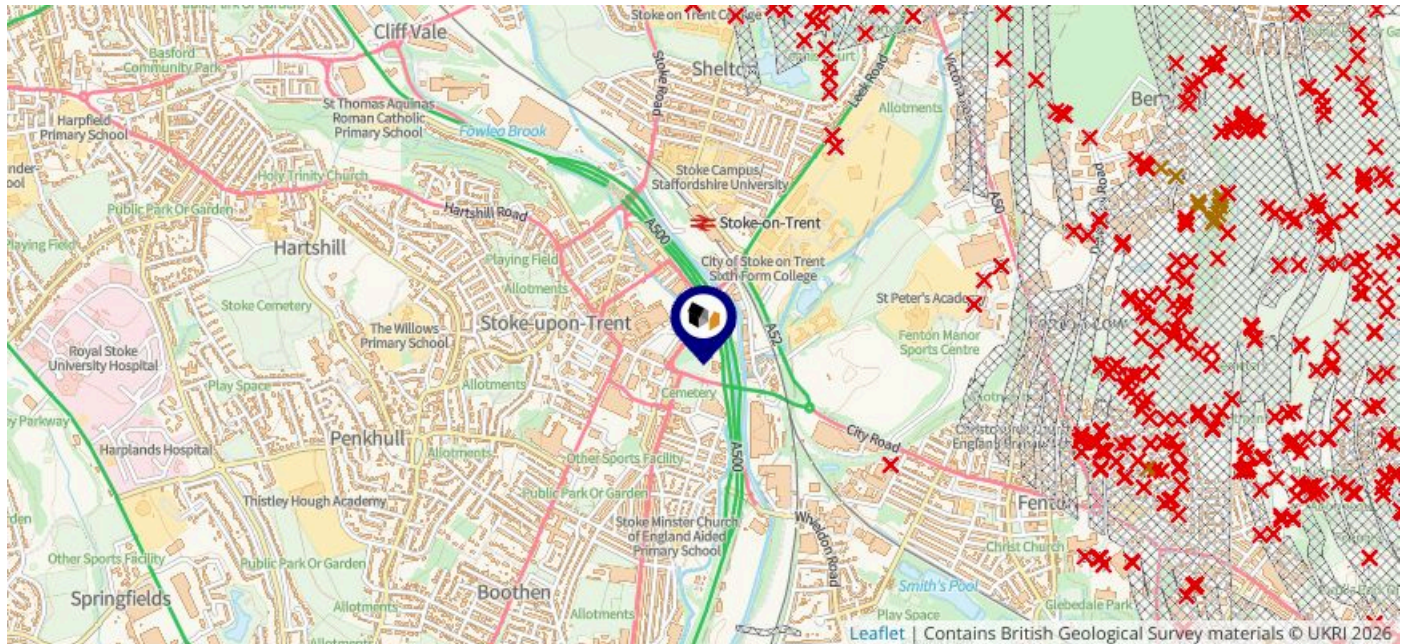 Cliff Vale
Stoke on Trent College
Basford
Community Park
Stoke Road
Leek Road
Victoria
Allotments
St Thomas Aquinas
Roman Catholic
Primary School
Fowlea Brook
Harpfield
Primary School
Holy Trinity Church
Stoke Campus/
Staffordshire University
Public Park Or Garden
Hartshill Road
A50
Road
A500
Stoke-on-Trent
Hartshill
Playing Field
Playing Field
City of Stoke on Trent
Sixth Form College
Allotments
Stoke Cemetery
Stoke-upon-Trent
The Willows
Primary School
St Peter's Academy
Fenton Manor
Sports Centre
A52
Royal Stoke
University Hospital
Play Space
Allotments
Cemetery
Parkway
Penkhull
Harplands Hospital
Allotments
City Road
Other Sports Facility
Thistley Hough Academy
Public Park Or Garden
A500
Stoke Minster Church
of England Aided
Primary School
Whieldon Road
Christ Church
Other Sports Facility
Public Park Or Garden
Springfields
Boothen
Allotments
Allotments
Smith's Pool
Play Space
Glebedale Park
Leaflet | Contains British Geological Survey materials © UKRI 2026